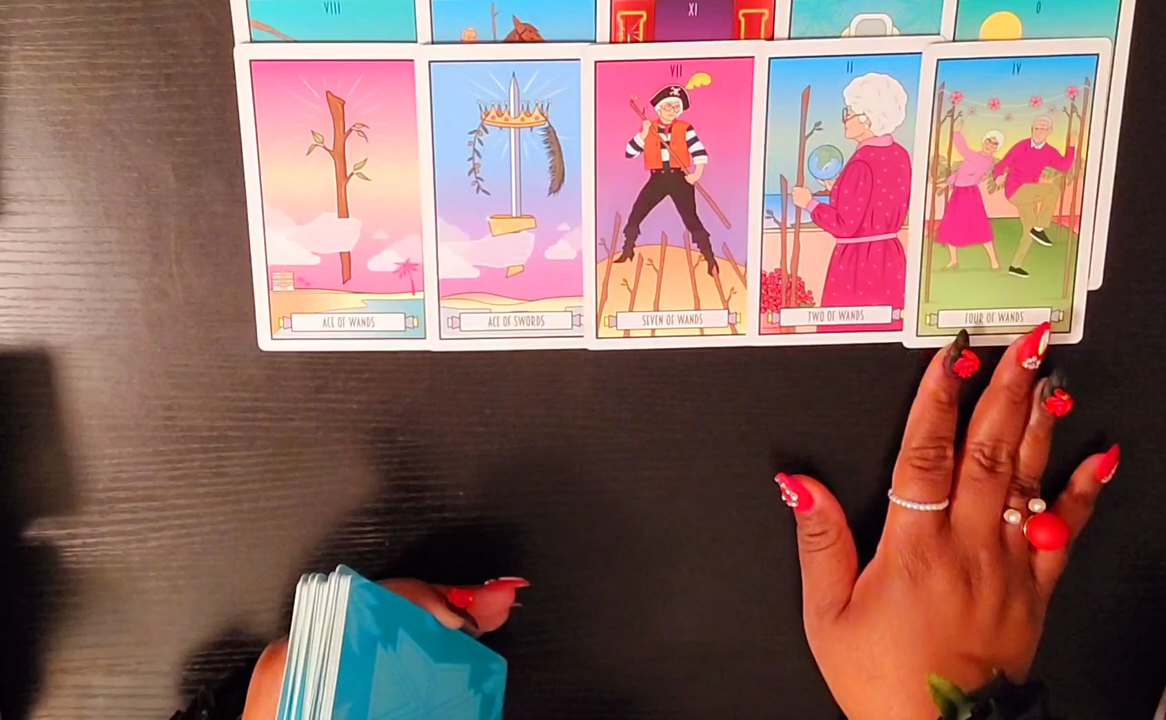 VIII
XI
0
VII
II
IV
ACE OF WANDS
ACE OF SWORDS
SEVEN OF WANDS
TWO OF WANDS
FOUR OF WANDS